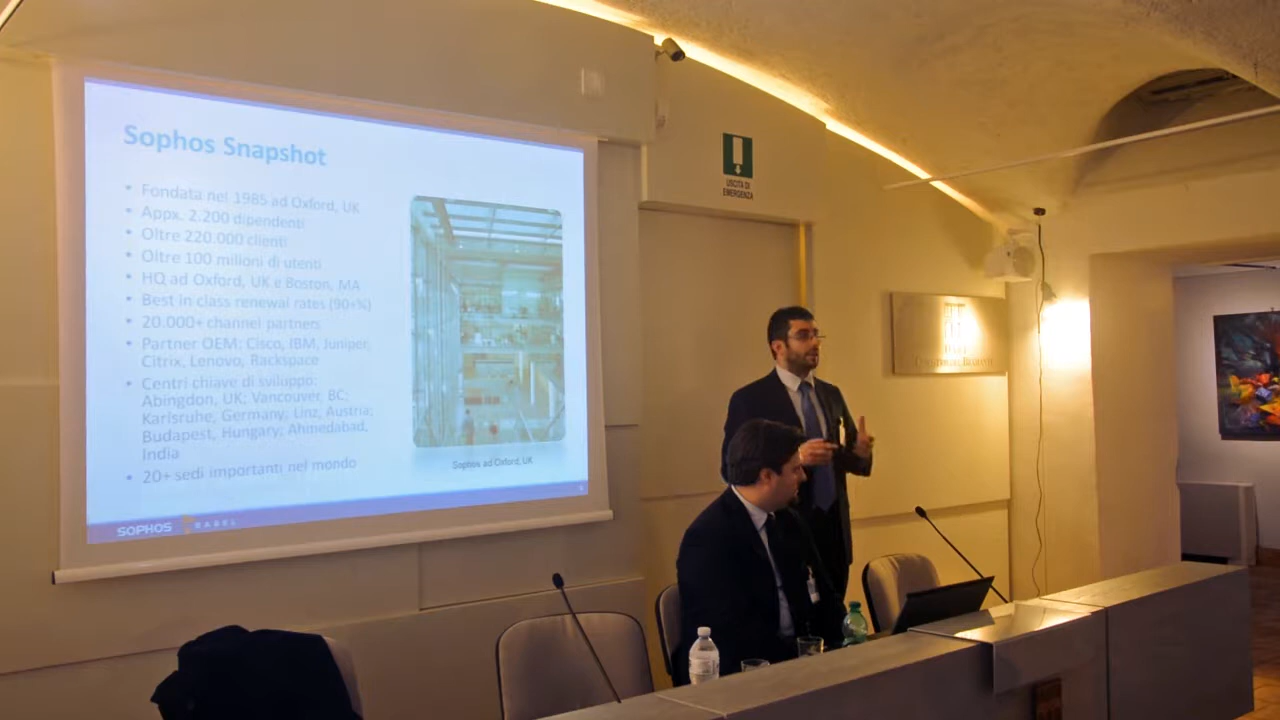 Sophos Snapshot
• Fondata nel 1985 ad Oxford, UK
• Appx. 2.200 dipendenti
• Oltre 220.000 clienti
• Oltre 100 milioni di utenti
• HQ ad Oxford, UK e Boston, MA
• Best in class renewal rates (90+%)
• 20.000+ channel partners
• Partner OEM: Cisco, IBM, Juniper,
Citrix, Lenovo, Rackspace
• Centri chiave di sviluppo:
Abingdon, UK; Vancouver, BC;
Karlsruhe, Germany; Linz, Austria;
Budapest, Hungary; Ahmedabad,
India
• 20+ sedi importanti nel mondo
Sophos ad Oxford, UK
SOPHOS BABEL
USCITA DI
EMERGENZA